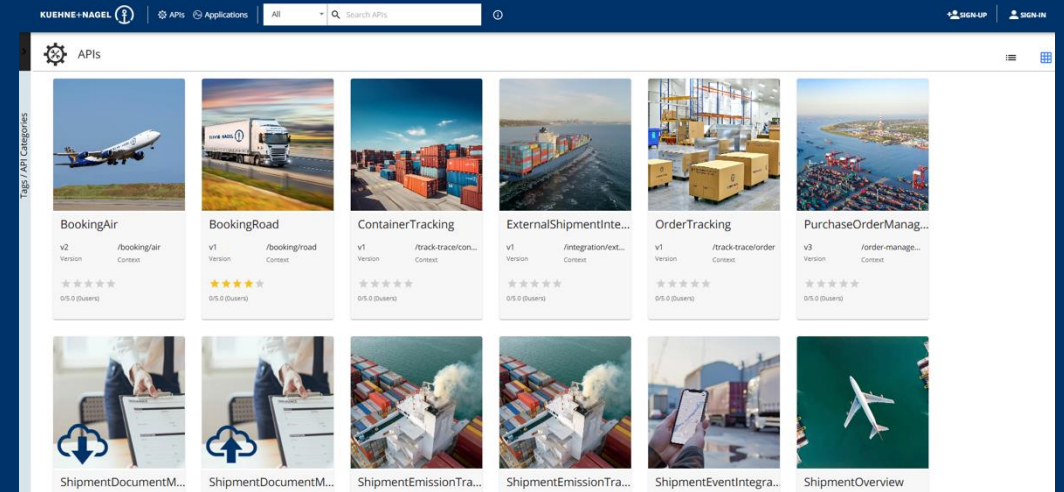 KUEHNE+NAGEL APIs Applications All Search APIs SIGN-UP SIGN-IN
APIs
Tags / API Categories
BookingAir
v2 /booking/air
Version Context
0/5.0 (0users)
BookingRoad
v1 /booking/road
Version Context
0/5.0 (0users)
ContainerTracking
v1 /track-trace/con...
Version Context
0/5.0 (0users)
ExternalShipmentInte...
v1 /integration/ext...
Version Context
0/5.0 (0users)
OrderTracking
v1 /track-trace/order
Version Context
0/5.0 (0users)
PurchaseOrderManag...
v3 /order-manage...
Version Context
0/5.0 (0users)
ShipmentDocumentM...
ShipmentDocumentM...
ShipmentEmissionTra...
ShipmentEmissionTra...
ShipmentEventIntegra...
ShipmentOverview